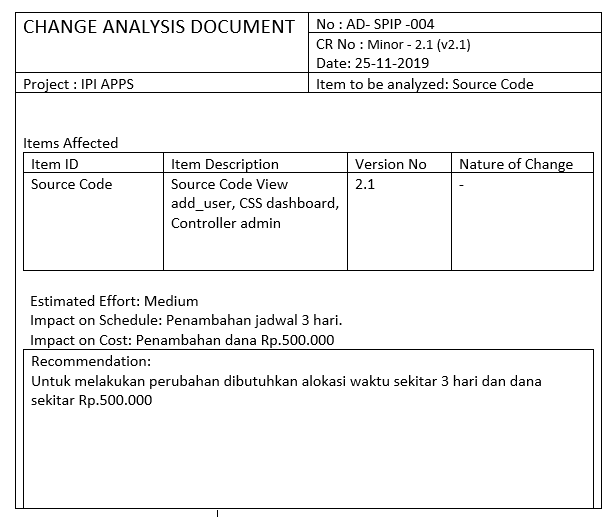 CHANGE ANALYSIS DOCUMENT
No : AD- SPIP -004
CR No : Minor - 2.1 (v2.1)
Date: 25-11-2019
Project : IPI APPS
Item to be analyzed: Source Code
Items Affected
Item ID
Item Description
Version No
Nature of Change
Source Code
Source Code View
add_user, CSS dashboard,
Controller admin
2.1
-
Estimated Effort: Medium
Impact on Schedule: Penambahan jadwal 3 hari.
Impact on Cost: Penambahan dana Rp.500.000
Recommendation:
Untuk melakukan perubahan dibutuhkan alokasi waktu sekitar 3 hari dan dana
sekitar Rp.500.000